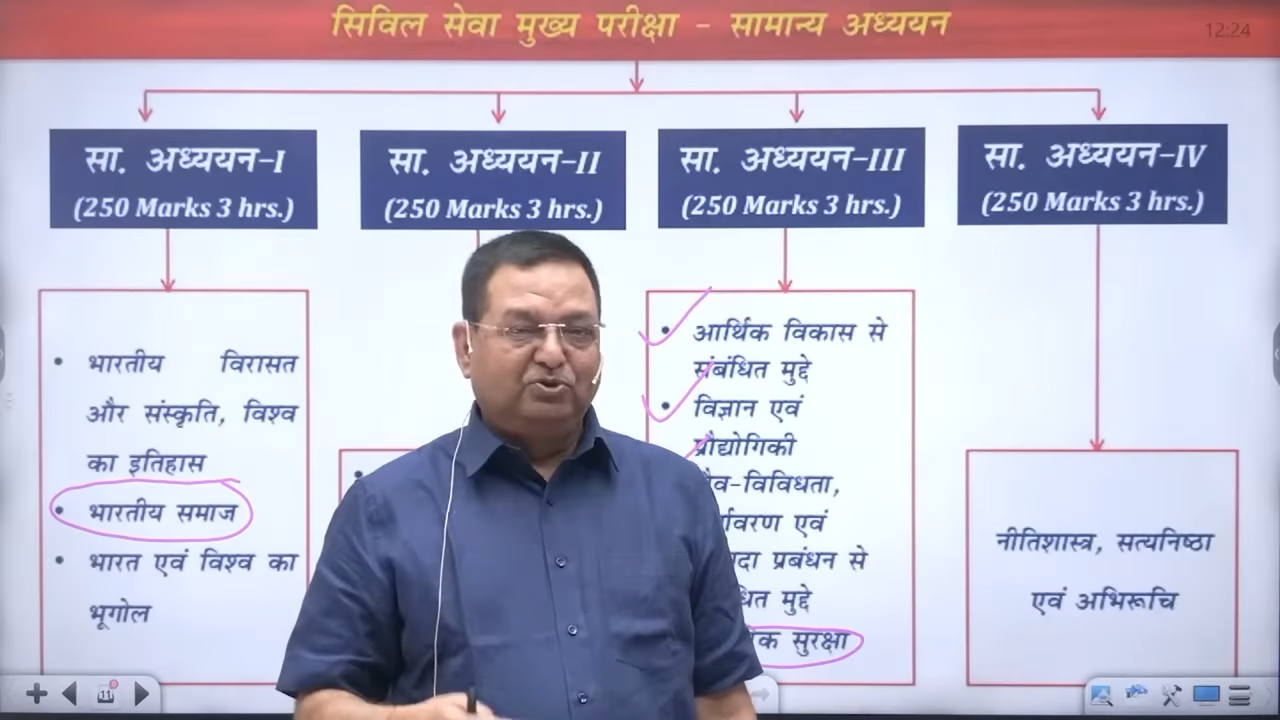 सिविल सेवा मुख्य परीक्षा - सामान्य अध्ययन
12:24
सा. अध्ययन-I
(250 Marks 3 hrs.)
सा. अध्ययन-II
(250 Marks 3 hrs.)
सा. अध्ययन-III
(250 Marks 3 hrs.)
सा. अध्ययन-IV
(250 Marks 3 hrs.)
• भारतीय विरासत
और संस्कृति, विश्व
का इतिहास
• भारतीय समाज
• भारत एवं विश्व का
भूगोल
• आर्थिक विकास से
संबंधित मुद्दे
• विज्ञान एवं
प्रौद्योगिकी
विविधता,
एवं
प्रबंधन से
मुद्दे
सुरक्षा
नीतिशास्त्र, सत्यनिष्ठा
एवं अभिरूचि
11